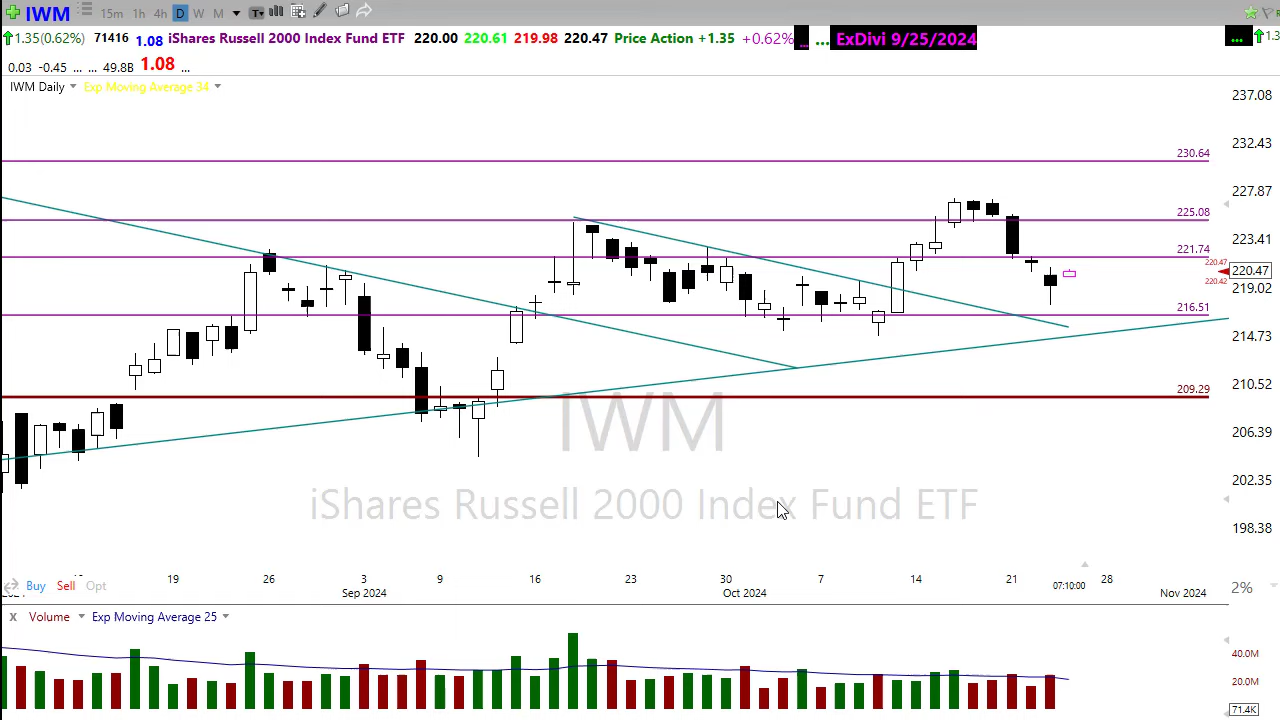 IWM 15m 1h 4h D W M T
1.35(0.62%) 71416 1.08 iShares Russell 2000 Index Fund ETF 220.00 220.61 219.98 220.47 Price Action +1.35 +0.62% ... ... ExDivi 9/25/2024 ... 1.3
0.03 -0.45 ... ... 49.8B 1.08 ...
IWM Daily Exp Moving Average 34
237.08
232.43
230.64
227.87
225.08
223.41
221.74
220.47
220.47
220.42
219.02
216.51
214.73
210.52
209.29
206.39
202.35
198.38
IWM
iShares Russell 2000 Index Fund ETF
19 26 3 9 16 23 30 7 14 21 28
Buy Sell Opt 07:10:00 2%
Sep 2024 Oct 2024 Nov 2024
X Volume Exp Moving Average 25
40.0M
20.0M
71.4K